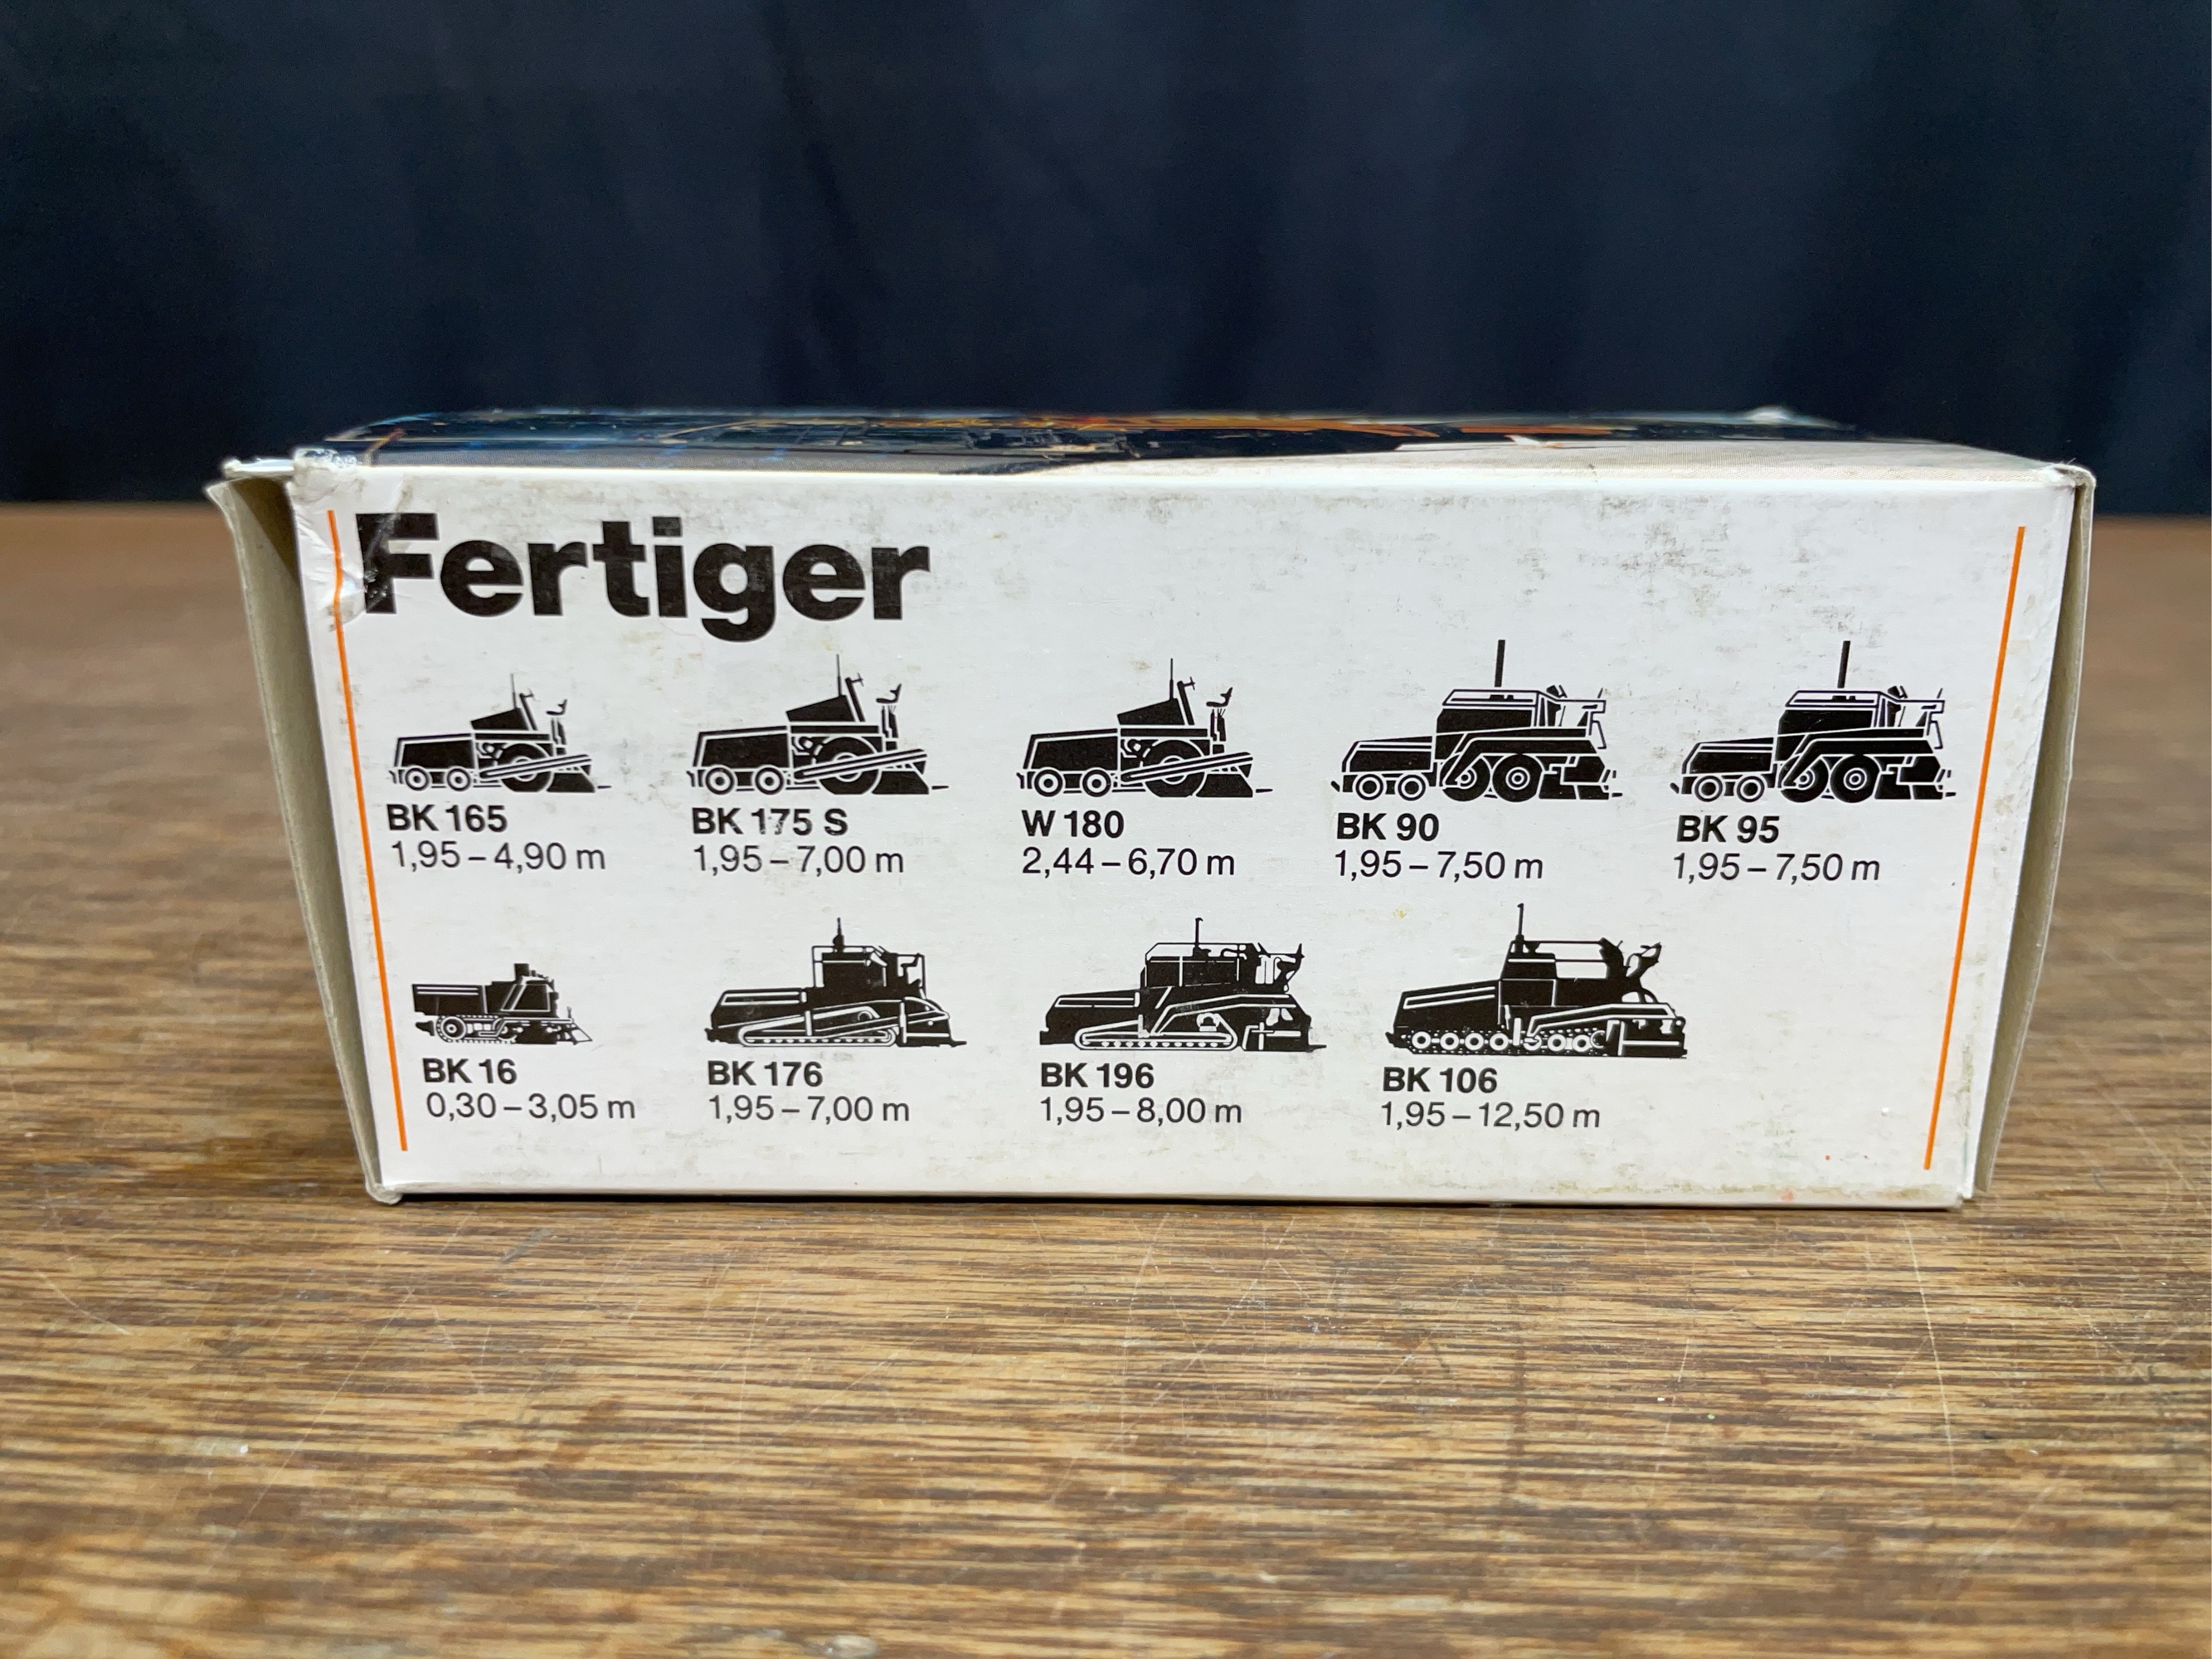 Fertiger
BK 165
1,95 – 4,90 m
BK 175 S
1,95 – 7,00 m
W 180
2,44 – 6,70 m
BK 90
1,95 – 7,50 m
BK 95
1,95 – 7,50 m
BK 16
0,30 – 3,05 m
BK 176
1,95 – 7,00 m
BK 196
1,95 – 8,00 m
BK 106
1,95 – 12,50 m